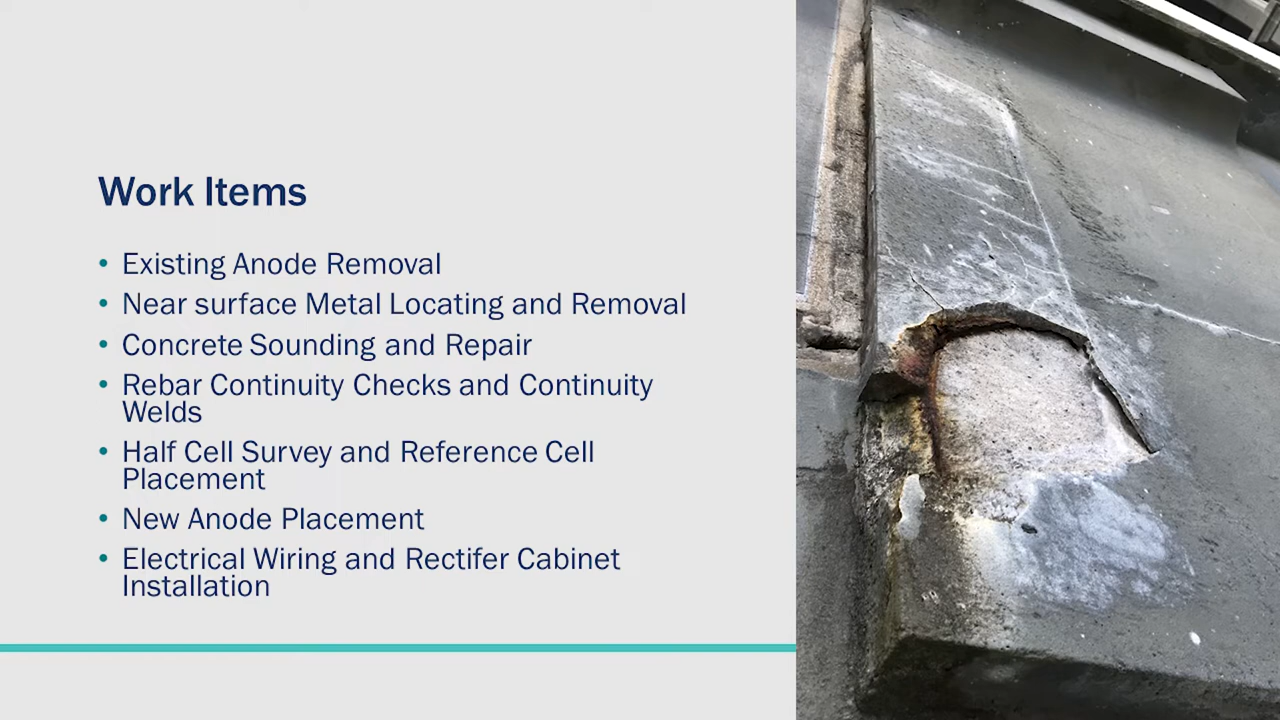 Work Items
• Existing Anode Removal
• Near surface Metal Locating and Removal
• Concrete Sounding and Repair
• Rebar Continuity Checks and Continuity
Welds
• Half Cell Survey and Reference Cell
Placement
• New Anode Placement
• Electrical Wiring and Rectifer Cabinet
Installation